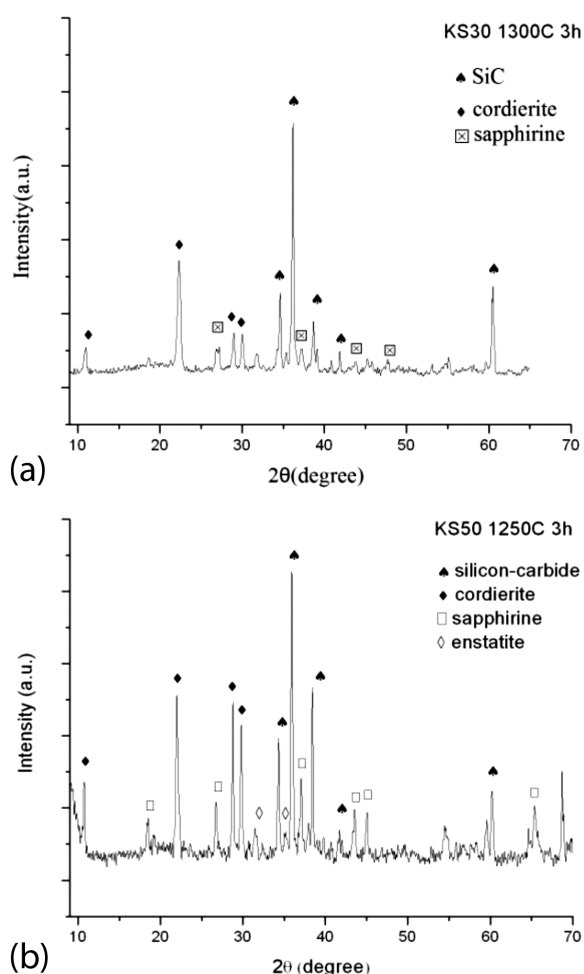 KS30 1300C 3h
SiC
cordierite
sapphirine
Intensity(a.u.)
10 20 30 40 50 60 70
2θ(degree)
(a)
KS50 1250C 3h
silicon-carbide
cordierite
sapphirine
enstatite
Intensity (a.u.)
10 20 30 40 50 60 70
2θ (degree)
(b)